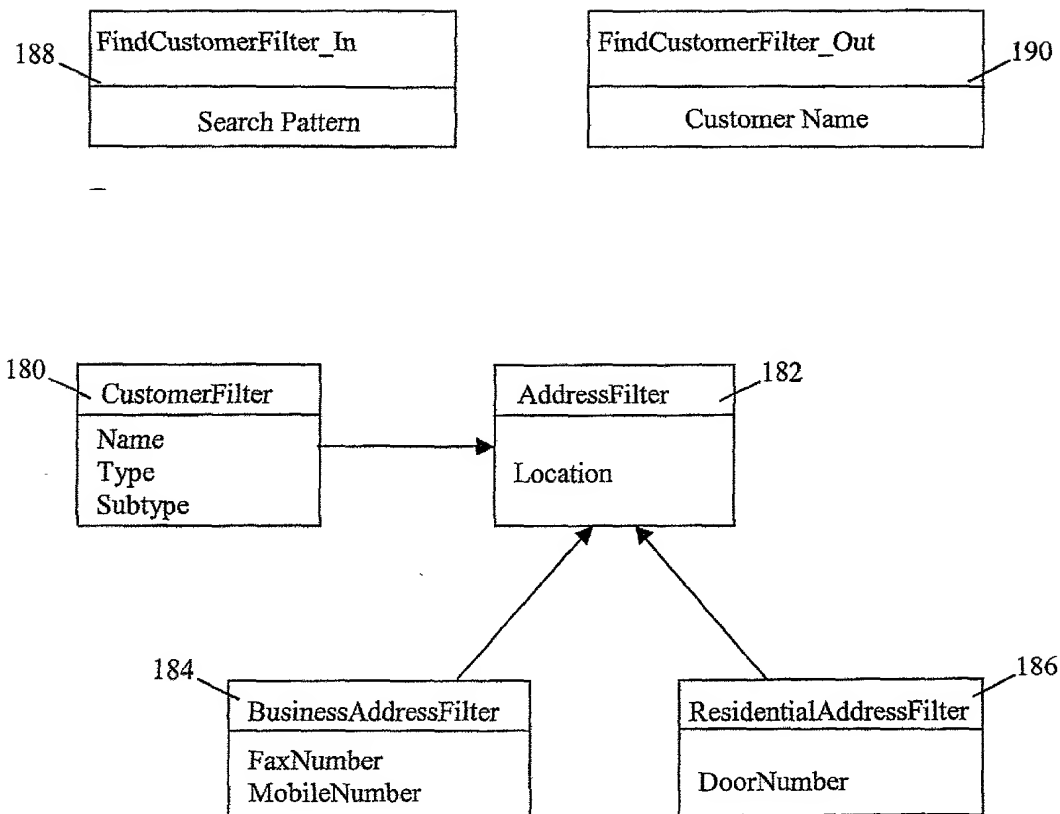 FindCustomerFilter_In
188
Search Pattern
FindCustomerFilter_Out
190
Customer Name
180
CustomerFilter
Name
Type
Subtype
182
AddressFilter
Location
184
BusinessAddressFilter
FaxNumber
MobileNumber
186
ResidentialAddressFilter
DoorNumber